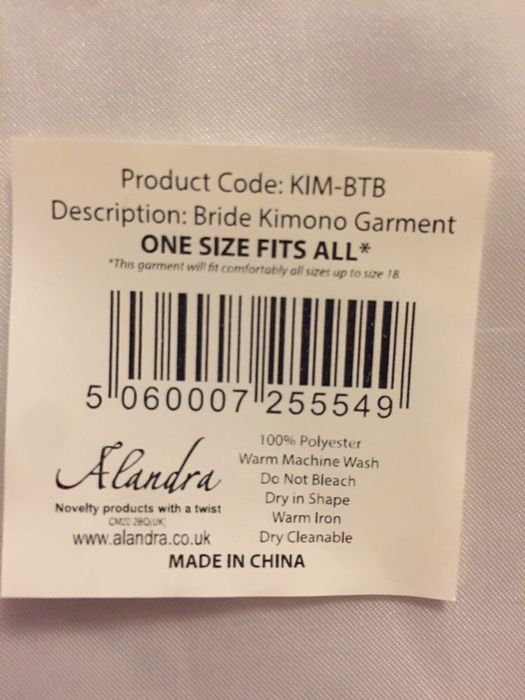 Product Code: KIM-BTB
Description: Bride Kimono Garment
ONE SIZE FITS ALL*
*This garment will fit comfortably all sizes up to size 18.
5 060007 255549
Alandra
Novelty products with a twist
CM20 2BQ(UK)
www.alandra.co.uk
100% Polyester
Warm Machine Wash
Do Not Bleach
Dry in Shape
Warm Iron
Dry Cleanable
MADE IN CHINA